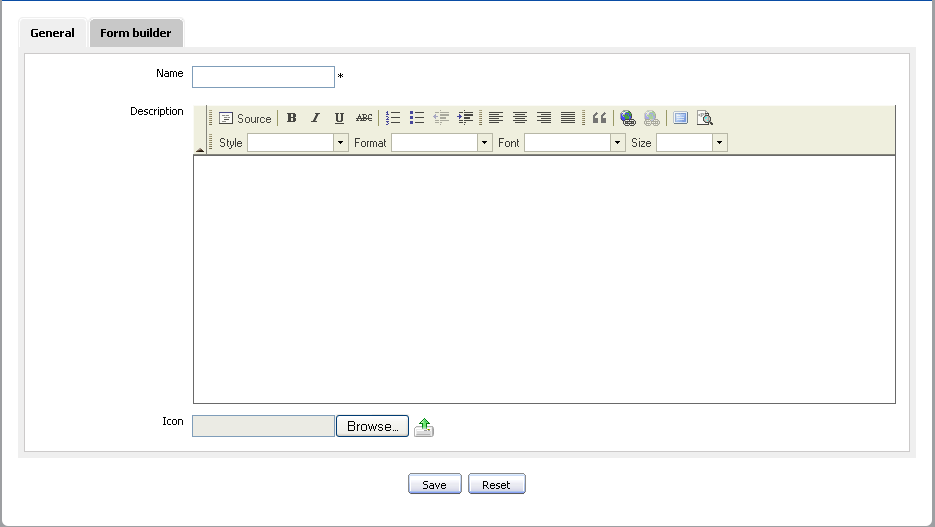 General Form builder
Name *
Description
Source B I U ABC
Style Format Font Size
Icon Browse...
Save Reset